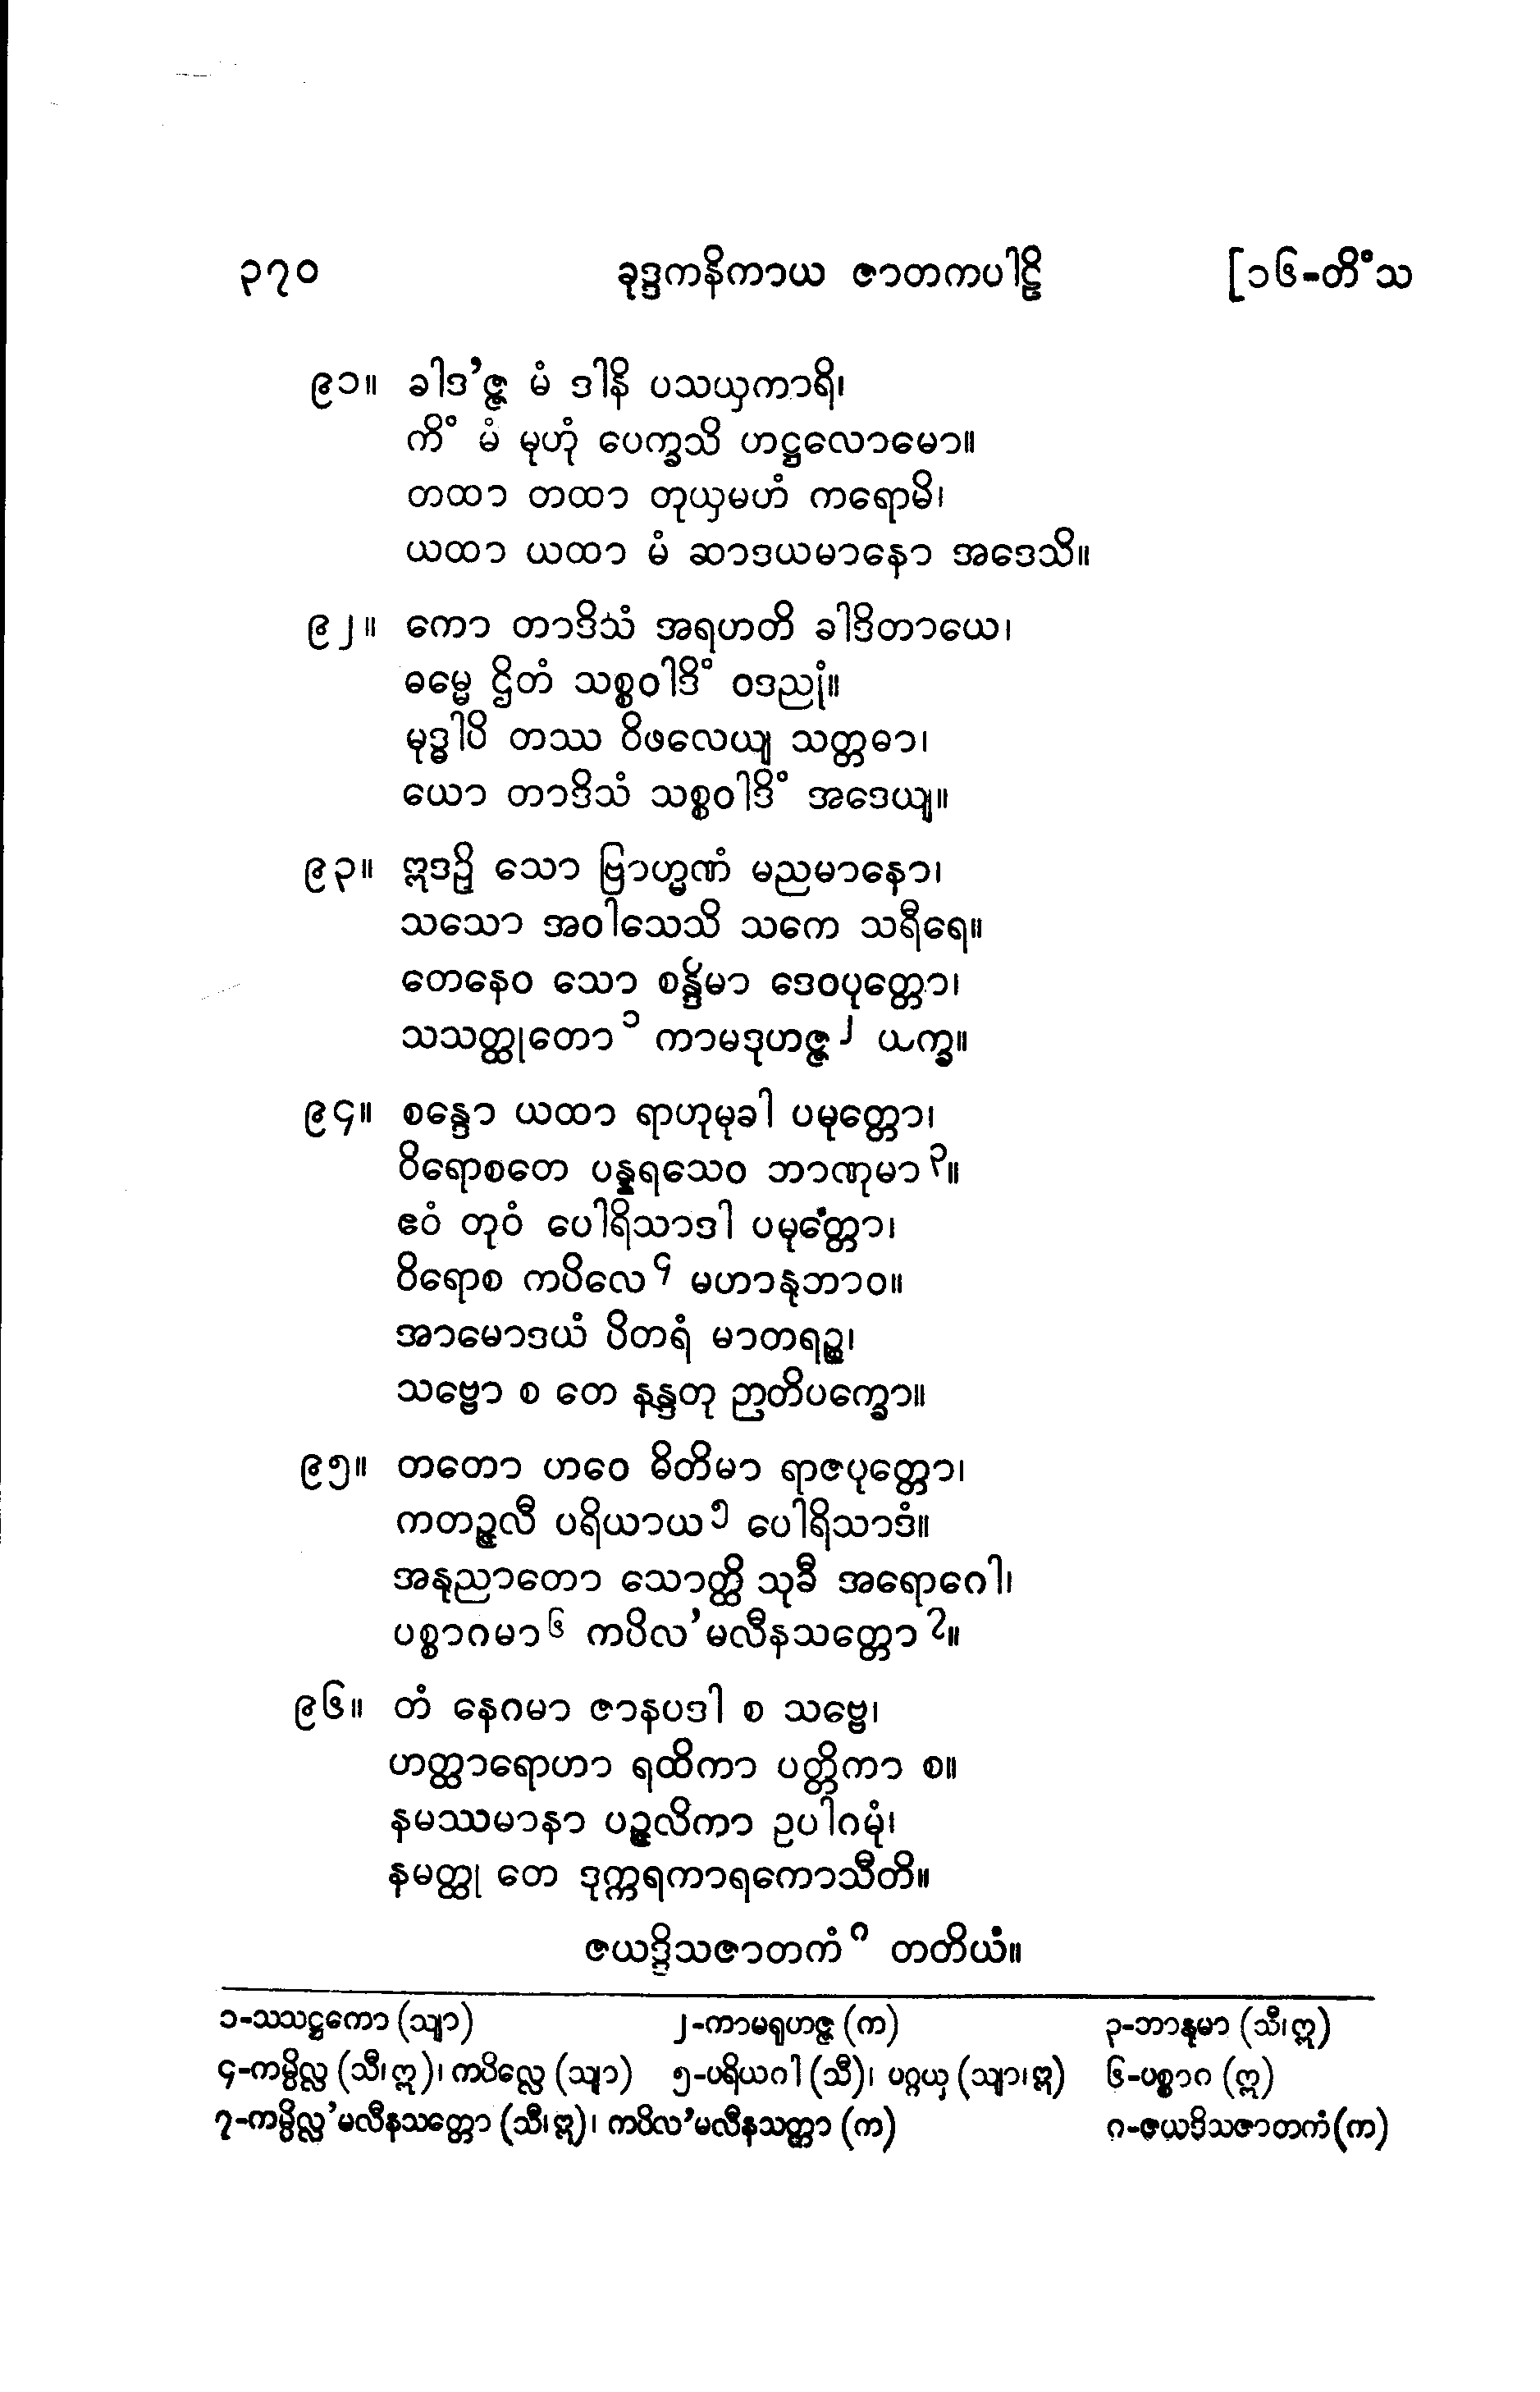 ၃၇၀ ခုဒ္ဒကနိကာယ ဇာတကပါဠိ [၁၆-တိံသ
၉၁။ ခါဒ’ဇ္ဇ မံ ဒါနိ ပသယှကာရိ၊
ကိံ မံ မုဟုံ ပေက္ခသိ ဟဋ္ဌလောမော။
တထာ တထာ တုယှမဟံ ကရောမိ၊
ယထာ ယထာ မံ ဆာဒယမာနော အဒေသိ။
၉၂။ ကော တာဒိသံ အရဟတိ ခါဒိတာယေ၊
ဓမ္မေ ဌိတံ သစ္စဝါဒိံ ဝဒညုံ။
မုဒ္ဓါပိ တဿ ဝိဖလေယျ သတ္တဓာ၊
ယော တာဒိသံ သစ္စဝါဒိံ အဒေယျ။
၉၃။ ဣဒဉှိ သော ဗြာဟ္မဏံ မညမာနော၊
သသော အဝါသေသိ သကေ သရီရေ။
တေနေဝ သော စန္ဒိမာ ဒေဝပုတ္တော၊
သသတ္ထုတော၁ ကာမဒုဟဇ္ဇ၂ ယက္ခ။
၉၄။ စန္ဒော ယထာ ရာဟုမုခါ ပမုတ္တော၊
ဝိရောစတေ ပန္နရသေဝ ဘာဏုမာ၃။
ဧဝံ တုဝံ ပေါရိသာဒါ ပမုတ္တော၊
ဝိရောစ ကပိလေ၄ မဟာနုဘာဝ။
အာမောဒယံ ပိတရံ မာတရဉ္စ၊
သဗ္ဗော စ တေ နန္ဒတု ဉာတိပက္ခော။
၉၅။ တတော ဟဝေ ဓိတိမာ ရာဇပုတ္တော၊
ကတဉ္ဇလီ ပရိယာယ၅ ပေါရိသာဒံ။
အနုညာတော သောတ္ထိ သုခီ အရောဂေါ၊
ပစ္စာဂမာ၆ ကပိလ’မလီနသတ္တော၇။
၉၆။ တံ နေဂမာ ဇာနပဒါ စ သဗ္ဗေ၊
ဟတ္ထာရောဟာ ရထိကာ ပတ္တိကာ စ။
နမဿမာနာ ပဉ္ဇလိကာ ဥပါဂမုံ၊
နမတ္ထု တေ ဒုက္ကရကာရကောသီတိ။
ဇယဒ္ဒိသဇာတကံ ဂ တတိယံ။
၁-သသဋ္ဌကော (သျာ) ၂-ကာမရုဟဇ္ဇ (က) ၃-ဘာနုမာ (သီ၊ဣ)
၄-ကမ္ပိလ္လ (သီ၊ဣ)၊ ကပိလ္လေ (သျာ) ၅-ပရိယဂါ (သီ)၊ ပဂ္ဂယှ (သျာ၊ဣ) ၆-ပစ္စာဂ (ဣ)
၇-ကမ္ပိလ္လ’မလီနသတ္တော (သီ၊ဣ)၊ ကပိလ’မလီနသတ္တာ (က) ဂ-ဇယဒိသဇာတကံ(က)